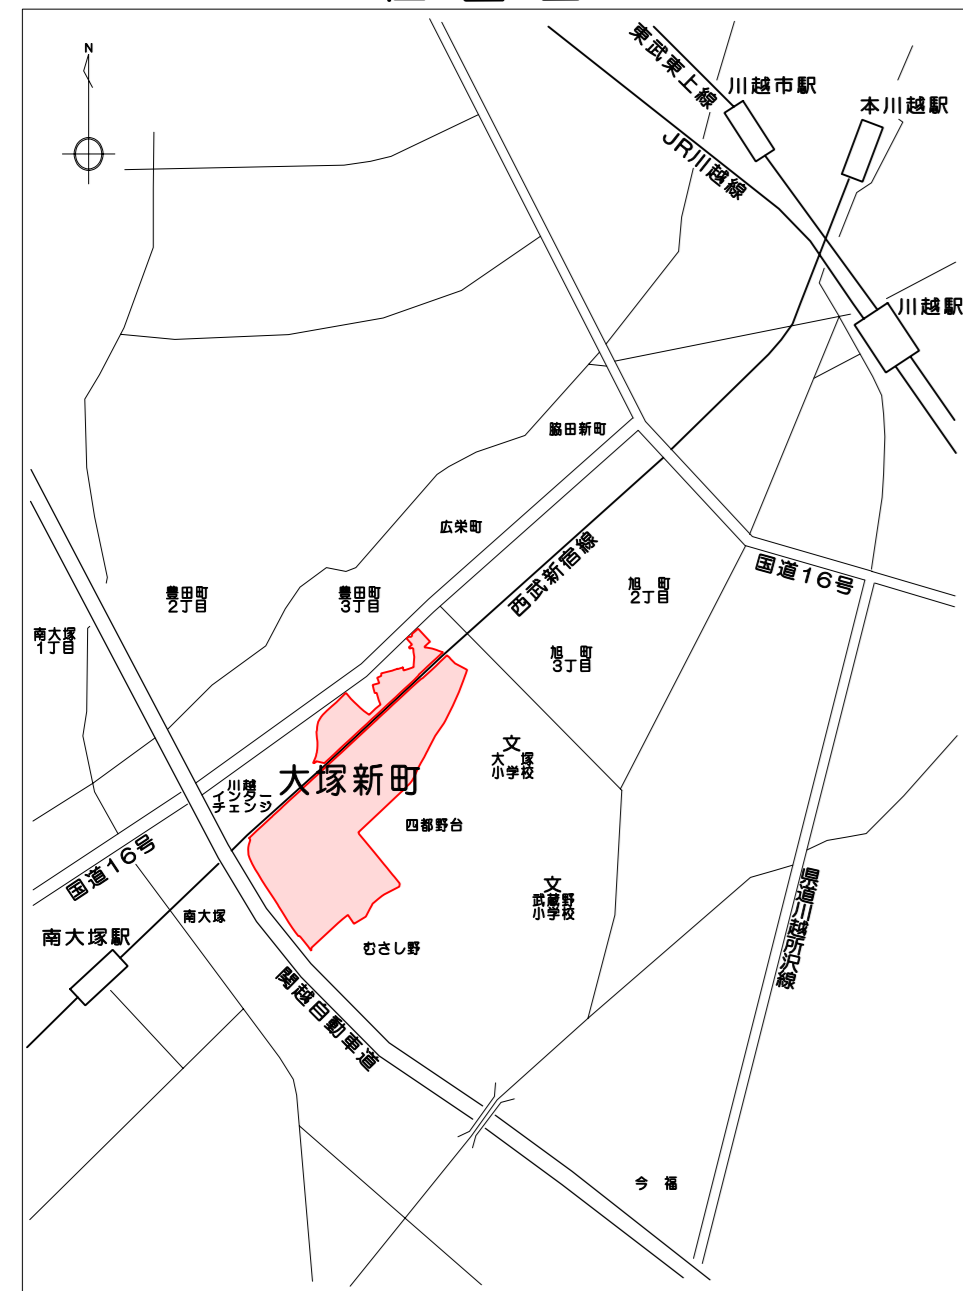 N
東武東上線
川越市駅
本川越駅
JR川越線
川越駅
脇田新町
広栄町
西武新宿線
国道16号
豊田町
2丁目
豊田町
3丁目
旭　町
2丁目
南大塚
1丁目
旭　町
3丁目
文
大　塚
小学校
大塚新町
川越
インター
チェンジ
四都野台
国道16号
文
武蔵野
小学校
県道川越所沢線
南大塚
南大塚駅
むさし野
関越自動車道
今　福